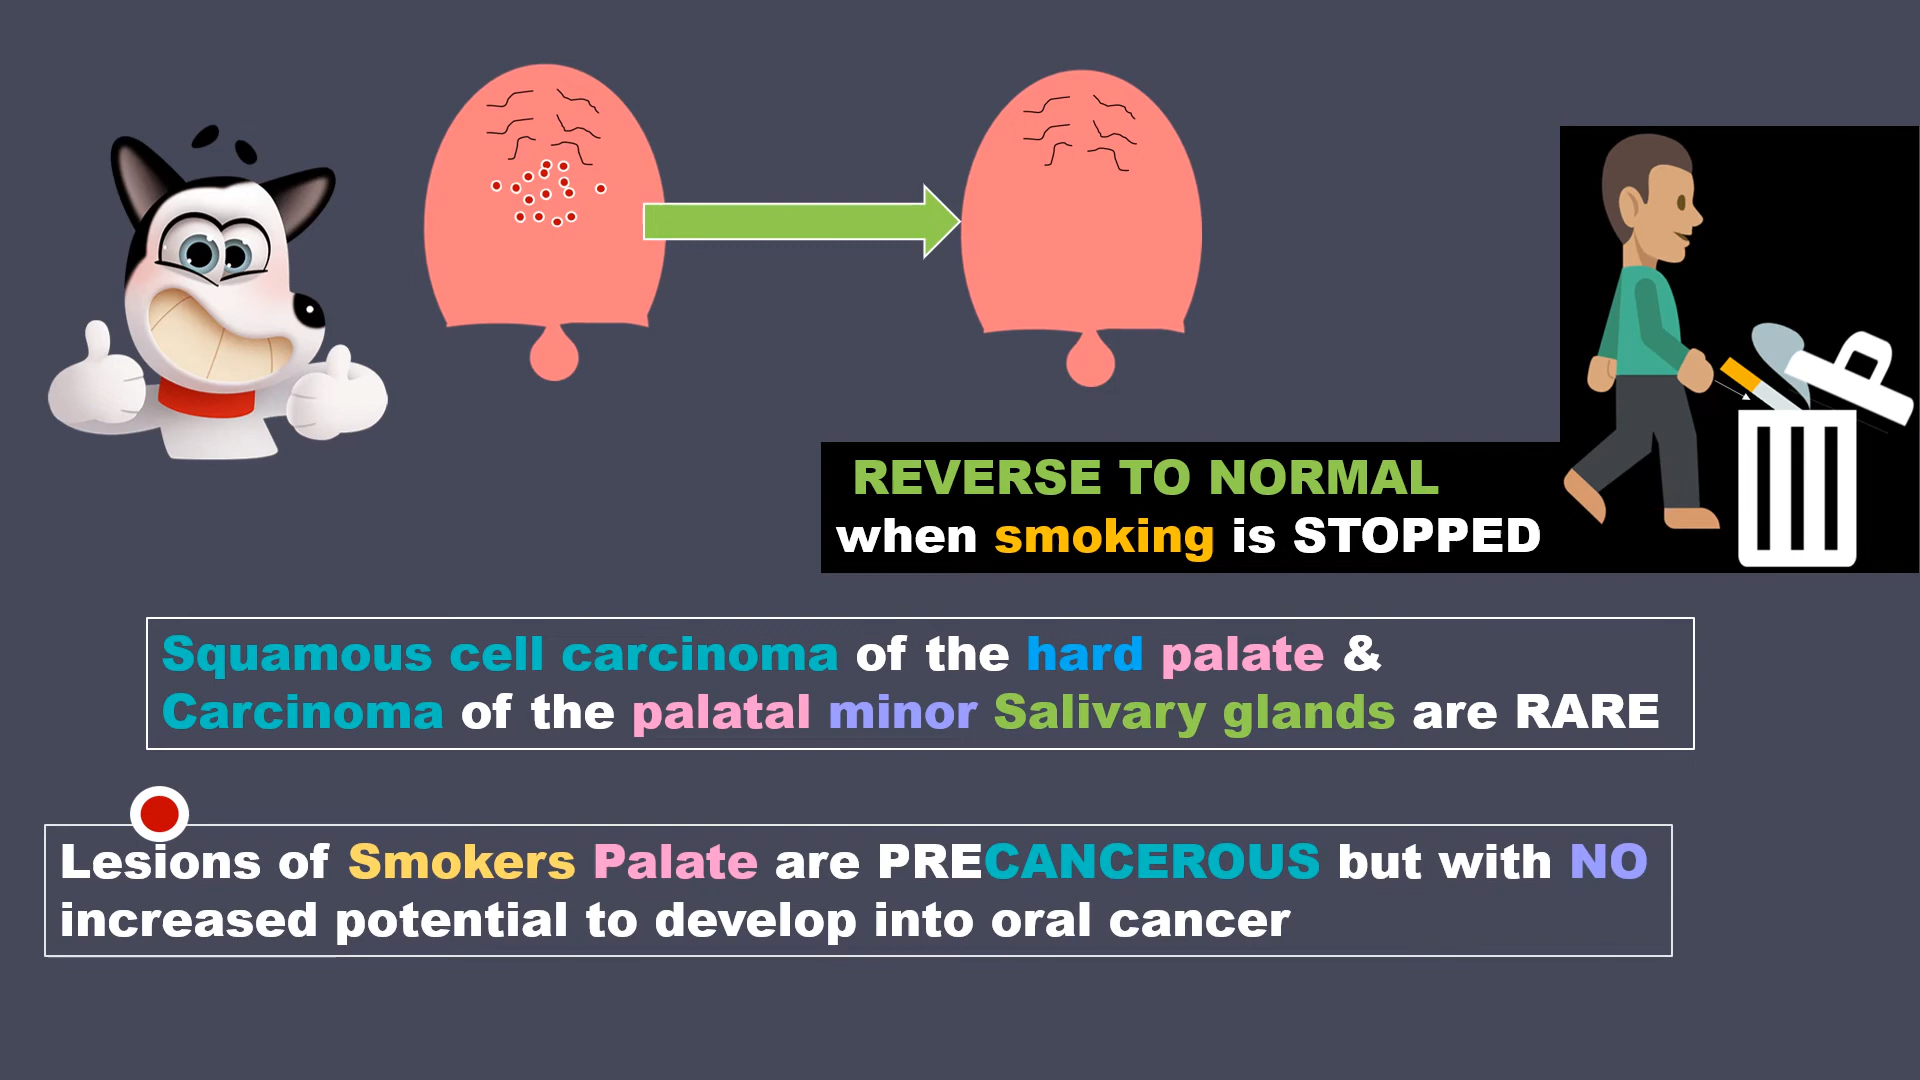 REVERSE TO NORMAL
when smoking is STOPPED
Squamous cell carcinoma of the hard palate &
Carcinoma of the palatal minor Salivary glands are RARE
Lesions of Smokers Palate are PRECANCEROUS but with NO
increased potential to develop into oral cancer